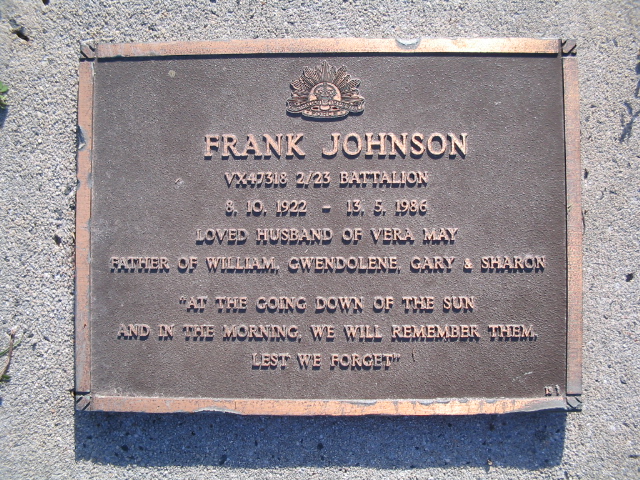 FRANK JOHNSON
VX47318 2/23 BATTALION
8. 10. 1922 - 13. 5. 1986
LOVED HUSBAND OF VERA MAY
FATHER OF WILLIAM, GWENDOLENE, GARY & SHARON
"AT THE GOING DOWN OF THE SUN
AND IN THE MORNING, WE WILL REMEMBER THEM.
LEST WE FORGET"